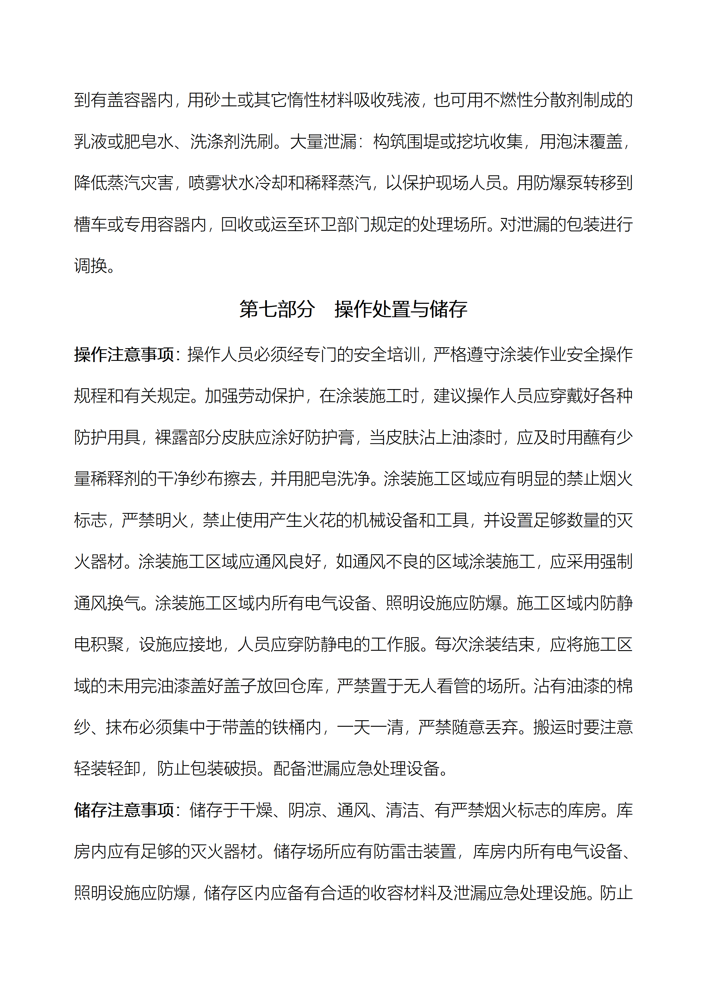 到有盖容器内，用砂土或其它惰性材料吸收残液，也可用不燃性分散剂制成的
乳液或肥皂水、洗涤剂洗刷。大量泄漏：构筑围堤或挖坑收集，用泡沫覆盖，
降低蒸汽灾害，喷雾状水冷却和稀释蒸汽，以保护现场人员。用防爆泵转移到
槽车或专用容器内，回收或运至环卫部门规定的处理场所。对泄漏的包装进行
调换。
第七部分　操作处置与储存
操作注意事项：操作人员必须经专门的安全培训，严格遵守涂装作业安全操作
规程和有关规定。加强劳动保护，在涂装施工时，建议操作人员应穿戴好各种
防护用具，裸露部分皮肤应涂好防护膏，当皮肤沾上油漆时，应及时用蘸有少
量稀释剂的干净纱布擦去，并用肥皂洗净。涂装施工区域应有明显的禁止烟火
标志，严禁明火，禁止使用产生火花的机械设备和工具，并设置足够数量的灭
火器材。涂装施工区域应通风良好，如通风不良的区域涂装施工，应采用强制
通风换气。涂装施工区域内所有电气设备、照明设施应防爆。施工区域内防静
电积聚，设施应接地，人员应穿防静电的工作服。每次涂装结束，应将施工区
域的未用完油漆盖好盖子放回仓库，严禁置于无人看管的场所。沾有油漆的棉
纱、抹布必须集中于带盖的铁桶内，一天一清，严禁随意丢弃。搬运时要注意
轻装轻卸，防止包装破损。配备泄漏应急处理设备。
储存注意事项：储存于干燥、阴凉、通风、清洁、有严禁烟火标志的库房。库
房内应有足够的灭火器材。储存场所应有防雷击装置，库房内所有电气设备、
照明设施应防爆，储存区内应备有合适的收容材料及泄漏应急处理设施。防止